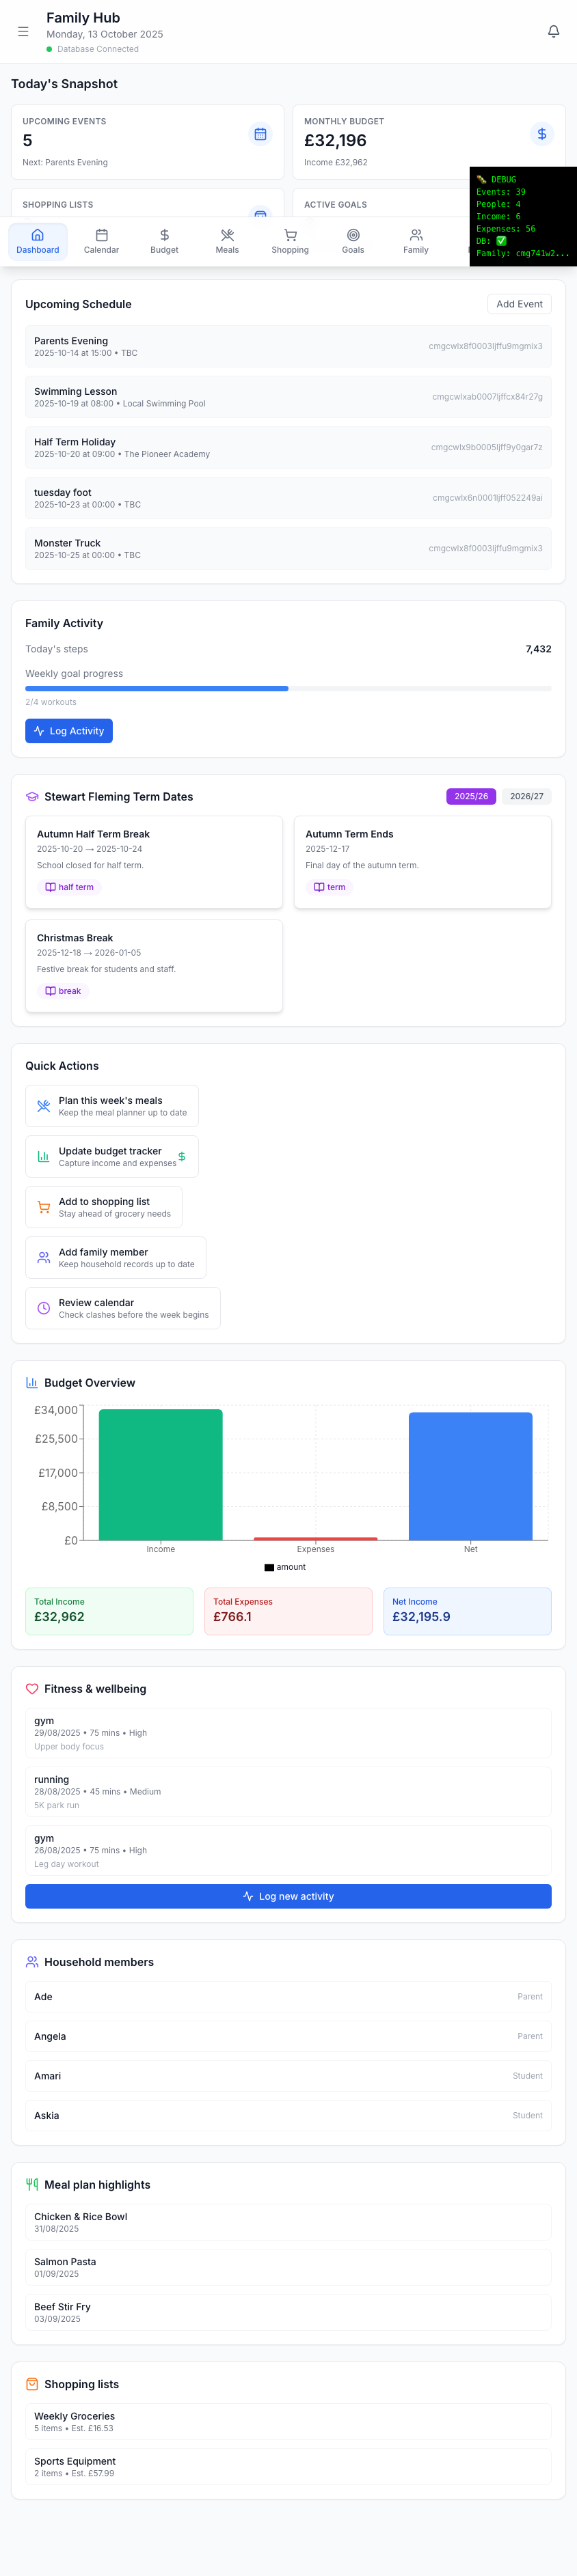 Family Hub
Monday, 13 October 2025
Database Connected
Today's Snapshot
UPCOMING EVENTS
5
Next: Parents Evening
MONTHLY BUDGET
£32,196
Income £32,962
SHOPPING LISTS
ACTIVE GOALS
🐛 DEBUG
Events: 39
People: 4
Income: 6
Expenses: 56
DB: ✅
Family: cmg741w2...
Dashboard
Calendar
Budget
Meals
Shopping
Goals
Family
Upcoming Schedule
Add Event
Parents Evening
2025-10-14 at 15:00 • TBC
cmgcwlx8f0003ljffu9mgmix3
Swimming Lesson
2025-10-19 at 08:00 • Local Swimming Pool
cmgcwlxab0007ljffcx84r27g
Half Term Holiday
2025-10-20 at 09:00 • The Pioneer Academy
cmgcwlx9b0005ljff9y0gar7z
tuesday foot
2025-10-23 at 00:00 • TBC
cmgcwlx6n0001ljff052249ai
Monster Truck
2025-10-25 at 00:00 • TBC
cmgcwlx8f0003ljffu9mgmix3
Family Activity
Today's steps
7,432
Weekly goal progress
2/4 workouts
Log Activity
Stewart Fleming Term Dates
2025/26
2026/27
Autumn Half Term Break
2025-10-20 → 2025-10-24
School closed for half term.
half term
Autumn Term Ends
2025-12-17
Final day of the autumn term.
term
Christmas Break
2025-12-18 → 2026-01-05
Festive break for students and staff.
break
Quick Actions
Plan this week's meals
Keep the meal planner up to date
Update budget tracker
Capture income and expenses
Add to shopping list
Stay ahead of grocery needs
Add family member
Keep household records up to date
Review calendar
Check clashes before the week begins
Budget Overview
£34,000
£25,500
£17,000
£8,500
£0
Income
Expenses
Net
amount
Total Income
£32,962
Total Expenses
£766.1
Net Income
£32,195.9
Fitness & wellbeing
gym
29/08/2025 • 75 mins • High
Upper body focus
running
28/08/2025 • 45 mins • Medium
5K park run
gym
26/08/2025 • 75 mins • High
Leg day workout
Log new activity
Household members
Ade
Parent
Angela
Parent
Amari
Student
Askia
Student
Meal plan highlights
Chicken & Rice Bowl
31/08/2025
Salmon Pasta
01/09/2025
Beef Stir Fry
03/09/2025
Shopping lists
Weekly Groceries
5 items • Est. £16.53
Sports Equipment
2 items • Est. £57.99